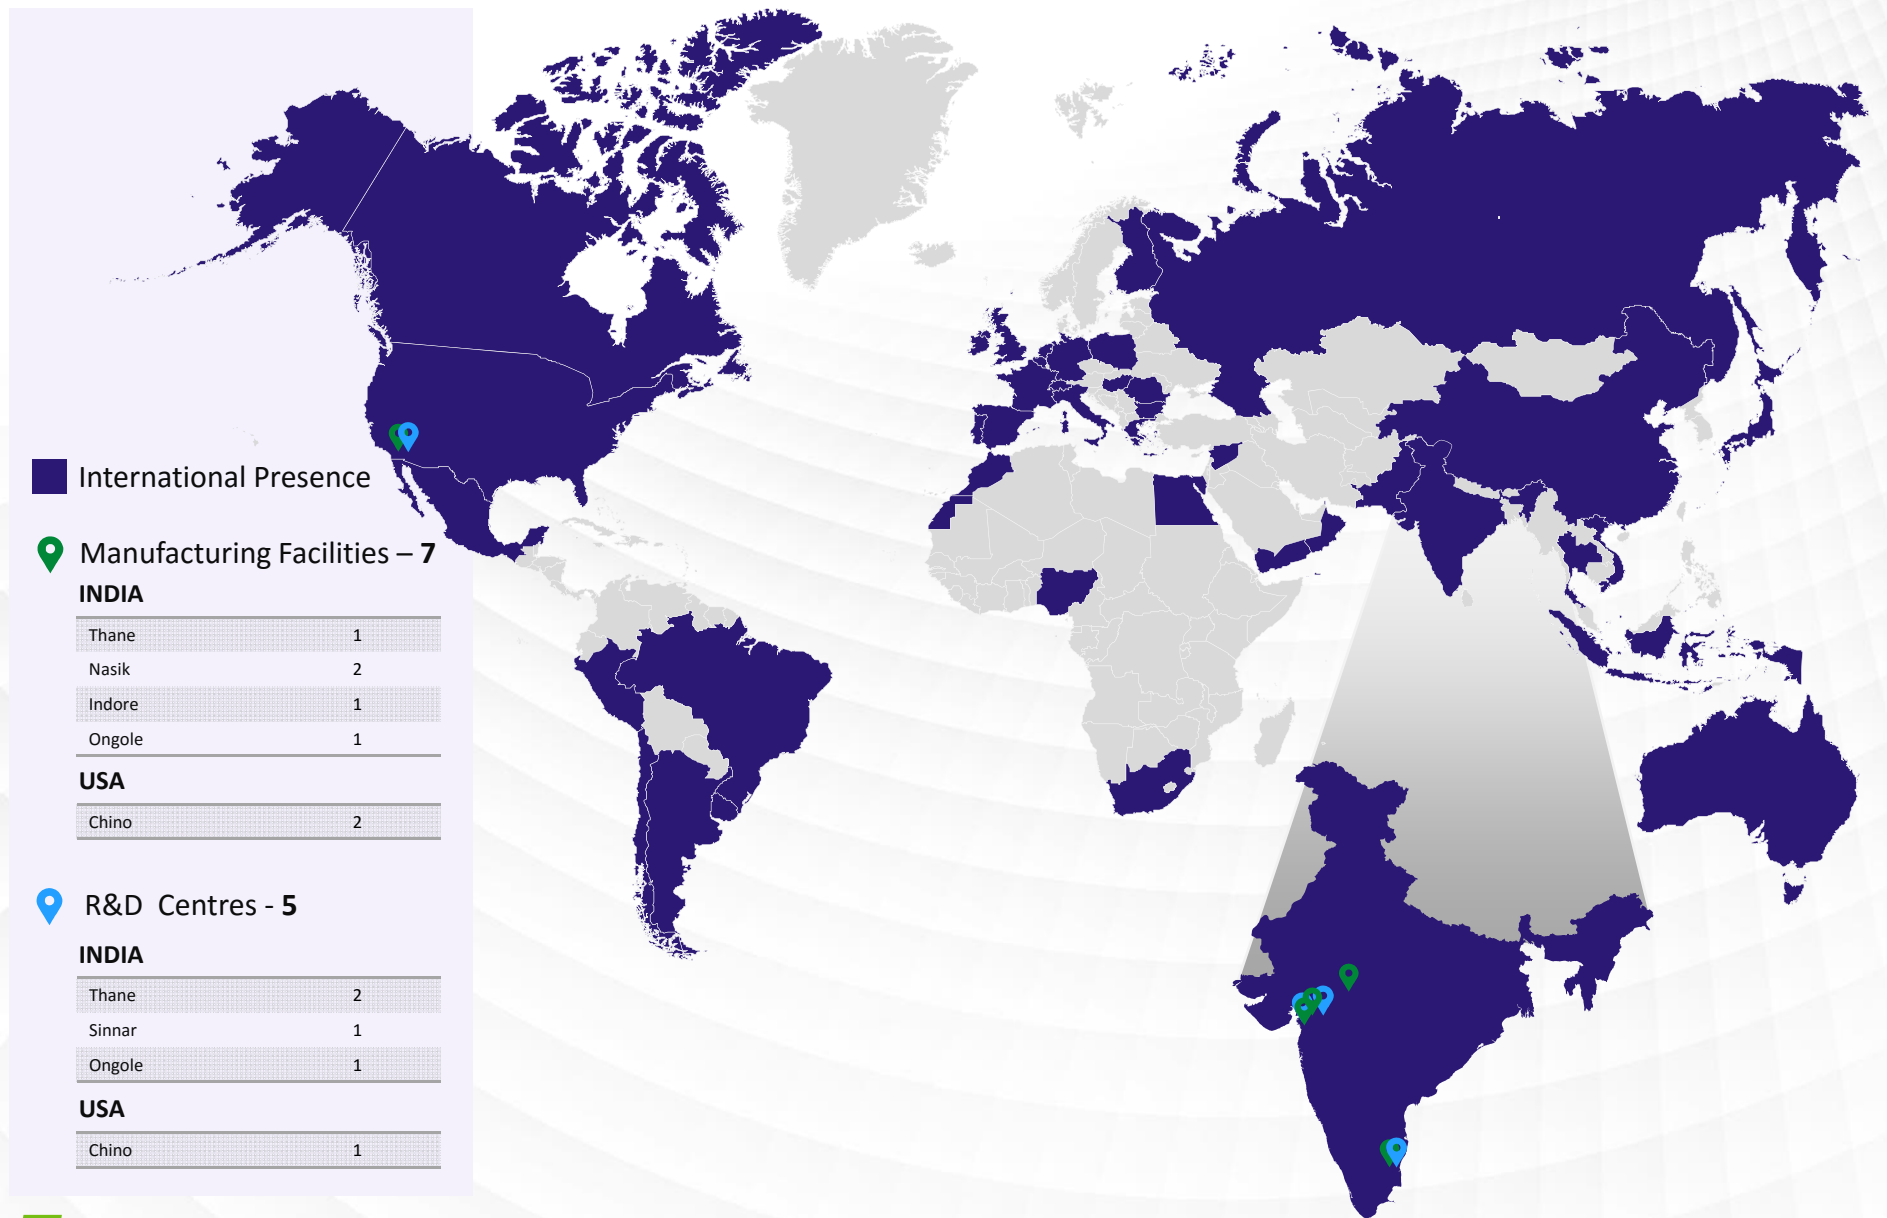 International Presence
Manufacturing Facilities – 7
INDIA
Thane 1
Nasik 2
Indore 1
Ongole 1
USA
Chino 2
R&D Centres - 5
INDIA
Thane 2
Sinnar 1
Ongole 1
USA
Chino 1